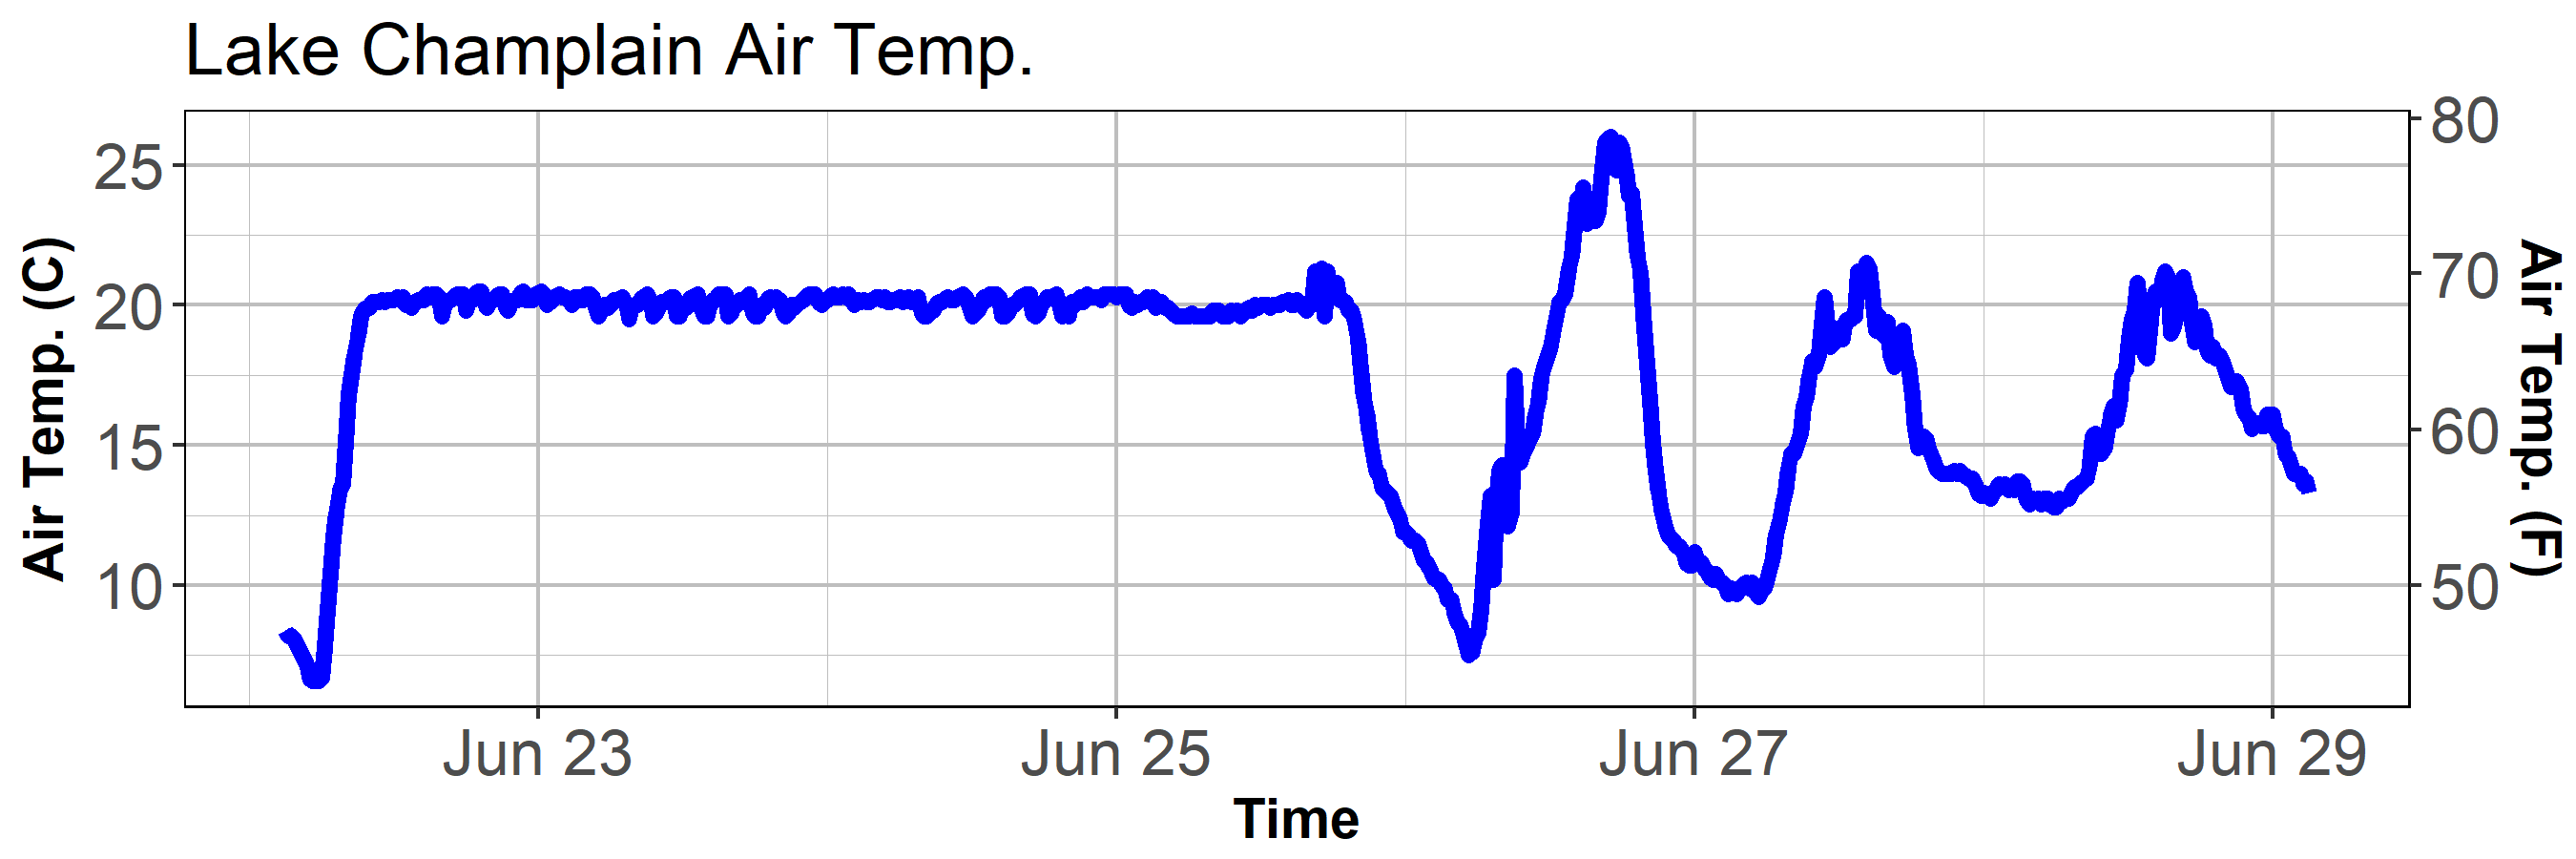 Lake Champlain Air Temp.
Air Temp. (C)
25
20
15
10
80
70
60
50
Air Temp. (F)
Jun 23
Jun 25
Jun 27
Jun 29
Time